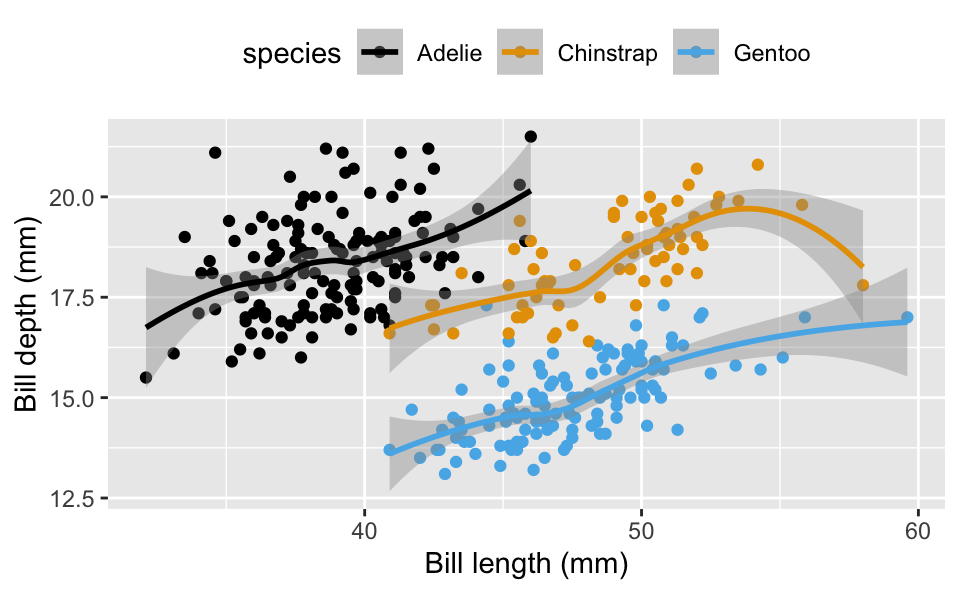 species Adelie Chinstrap Gentoo
Bill depth (mm)
20.0
17.5
15.0
12.5
40 50 60
Bill length (mm)